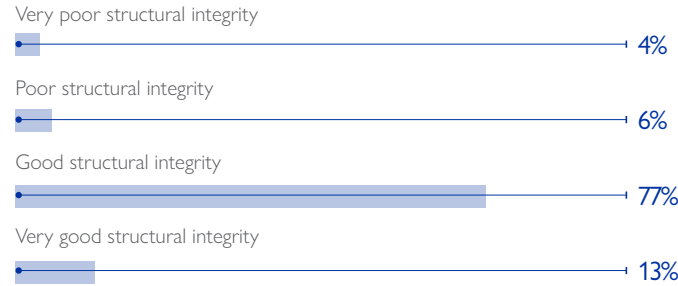 Very poor structural integrity
4%
Poor structural integrity
6%
Good structural integrity
77%
Very good structural integrity
13%